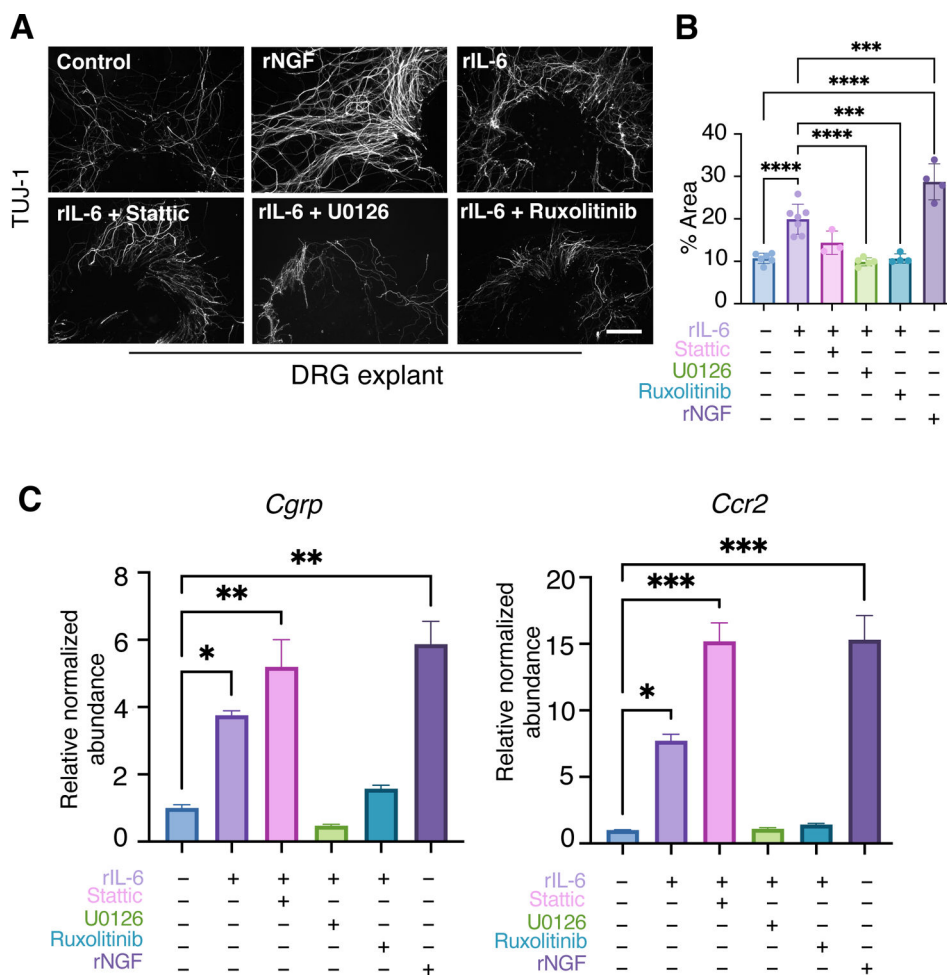 A
Control
rNGF
rIL-6
TUJ-1
rIL-6 + Stattic
rIL-6 + U0126
rIL-6 + Ruxolitinib
DRG explant
B
***
****
***
****
****
% Area
40
30
20
10
0
rIL-6 – + + + + –
Stattic – – + – – –
U0126 – – – + – –
Ruxolitinib – – – – + –
rNGF – – – – – +
C
Cgrp
**
**
*
Relative normalized
abundance
8
6
4
2
0
rIL-6 – + + + + –
Stattic – – + – – –
U0126 – – – + – –
Ruxolitinib – – – – + –
rNGF – – – – – +
Ccr2
***
***
*
Relative normalized
abundance
20
15
10
5
0
rIL-6 – + + + + –
Stattic – – + – – –
U0126 – – – + – –
Ruxolitinib – – – – + –
rNGF – – – – – +